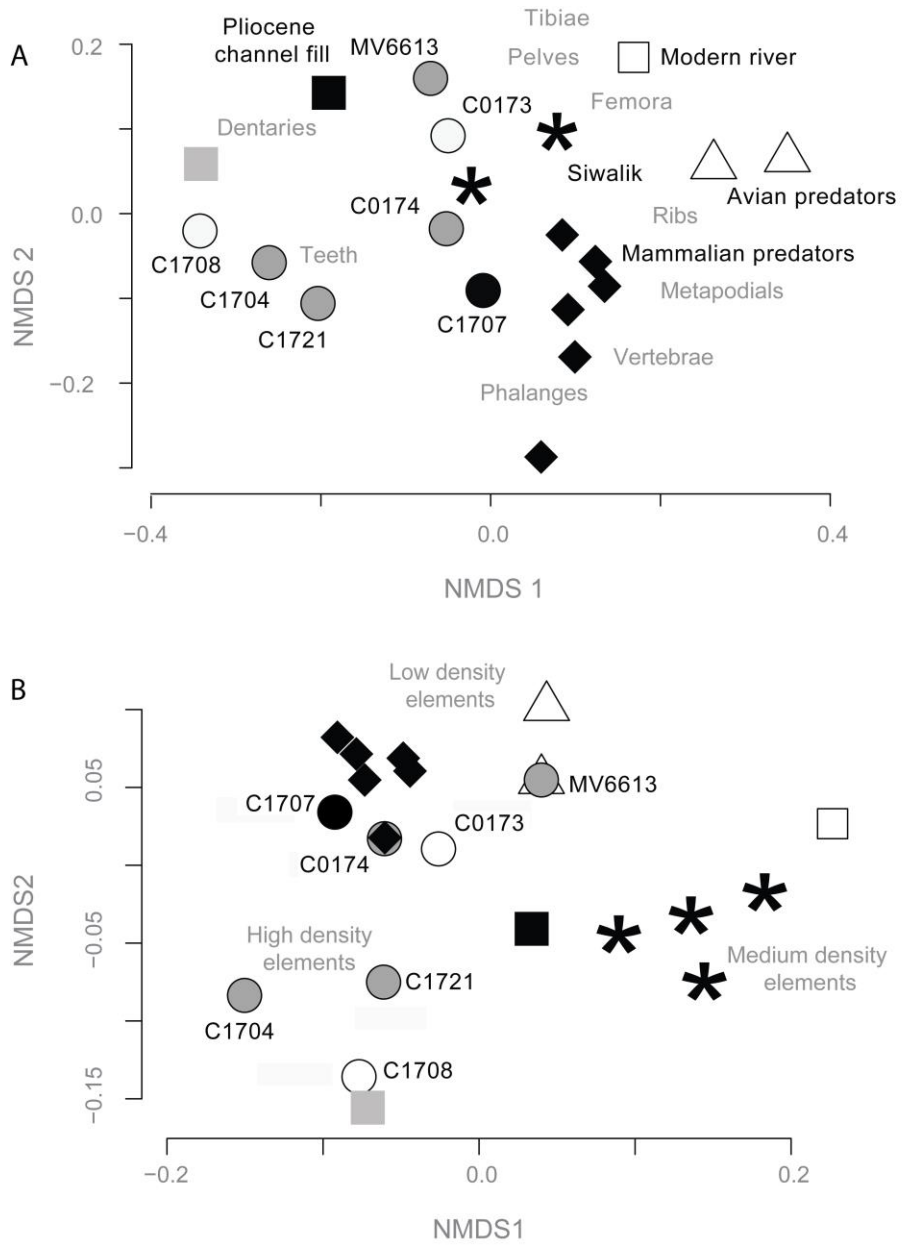 A
0.2
0.0
−0.2
NMDS 2
Pliocene
channel fill
MV6613
Tibiae
Pelves
Modern river
Dentaries
C0173
Femora
C0174
Siwalik
Avian predators
Ribs
C1708
Teeth
Mammalian predators
C1704
C1707
Metapodials
C1721
Vertebrae
Phalanges
−0.4
0.0
0.4
NMDS 1
B
Low density
elements
0.05
−0.05
−0.15
NMDS2
MV6613
C1707
C0173
C0174
High density
elements
Medium density
elements
C1721
C1704
C1708
−0.2
0.0
0.2
NMDS1